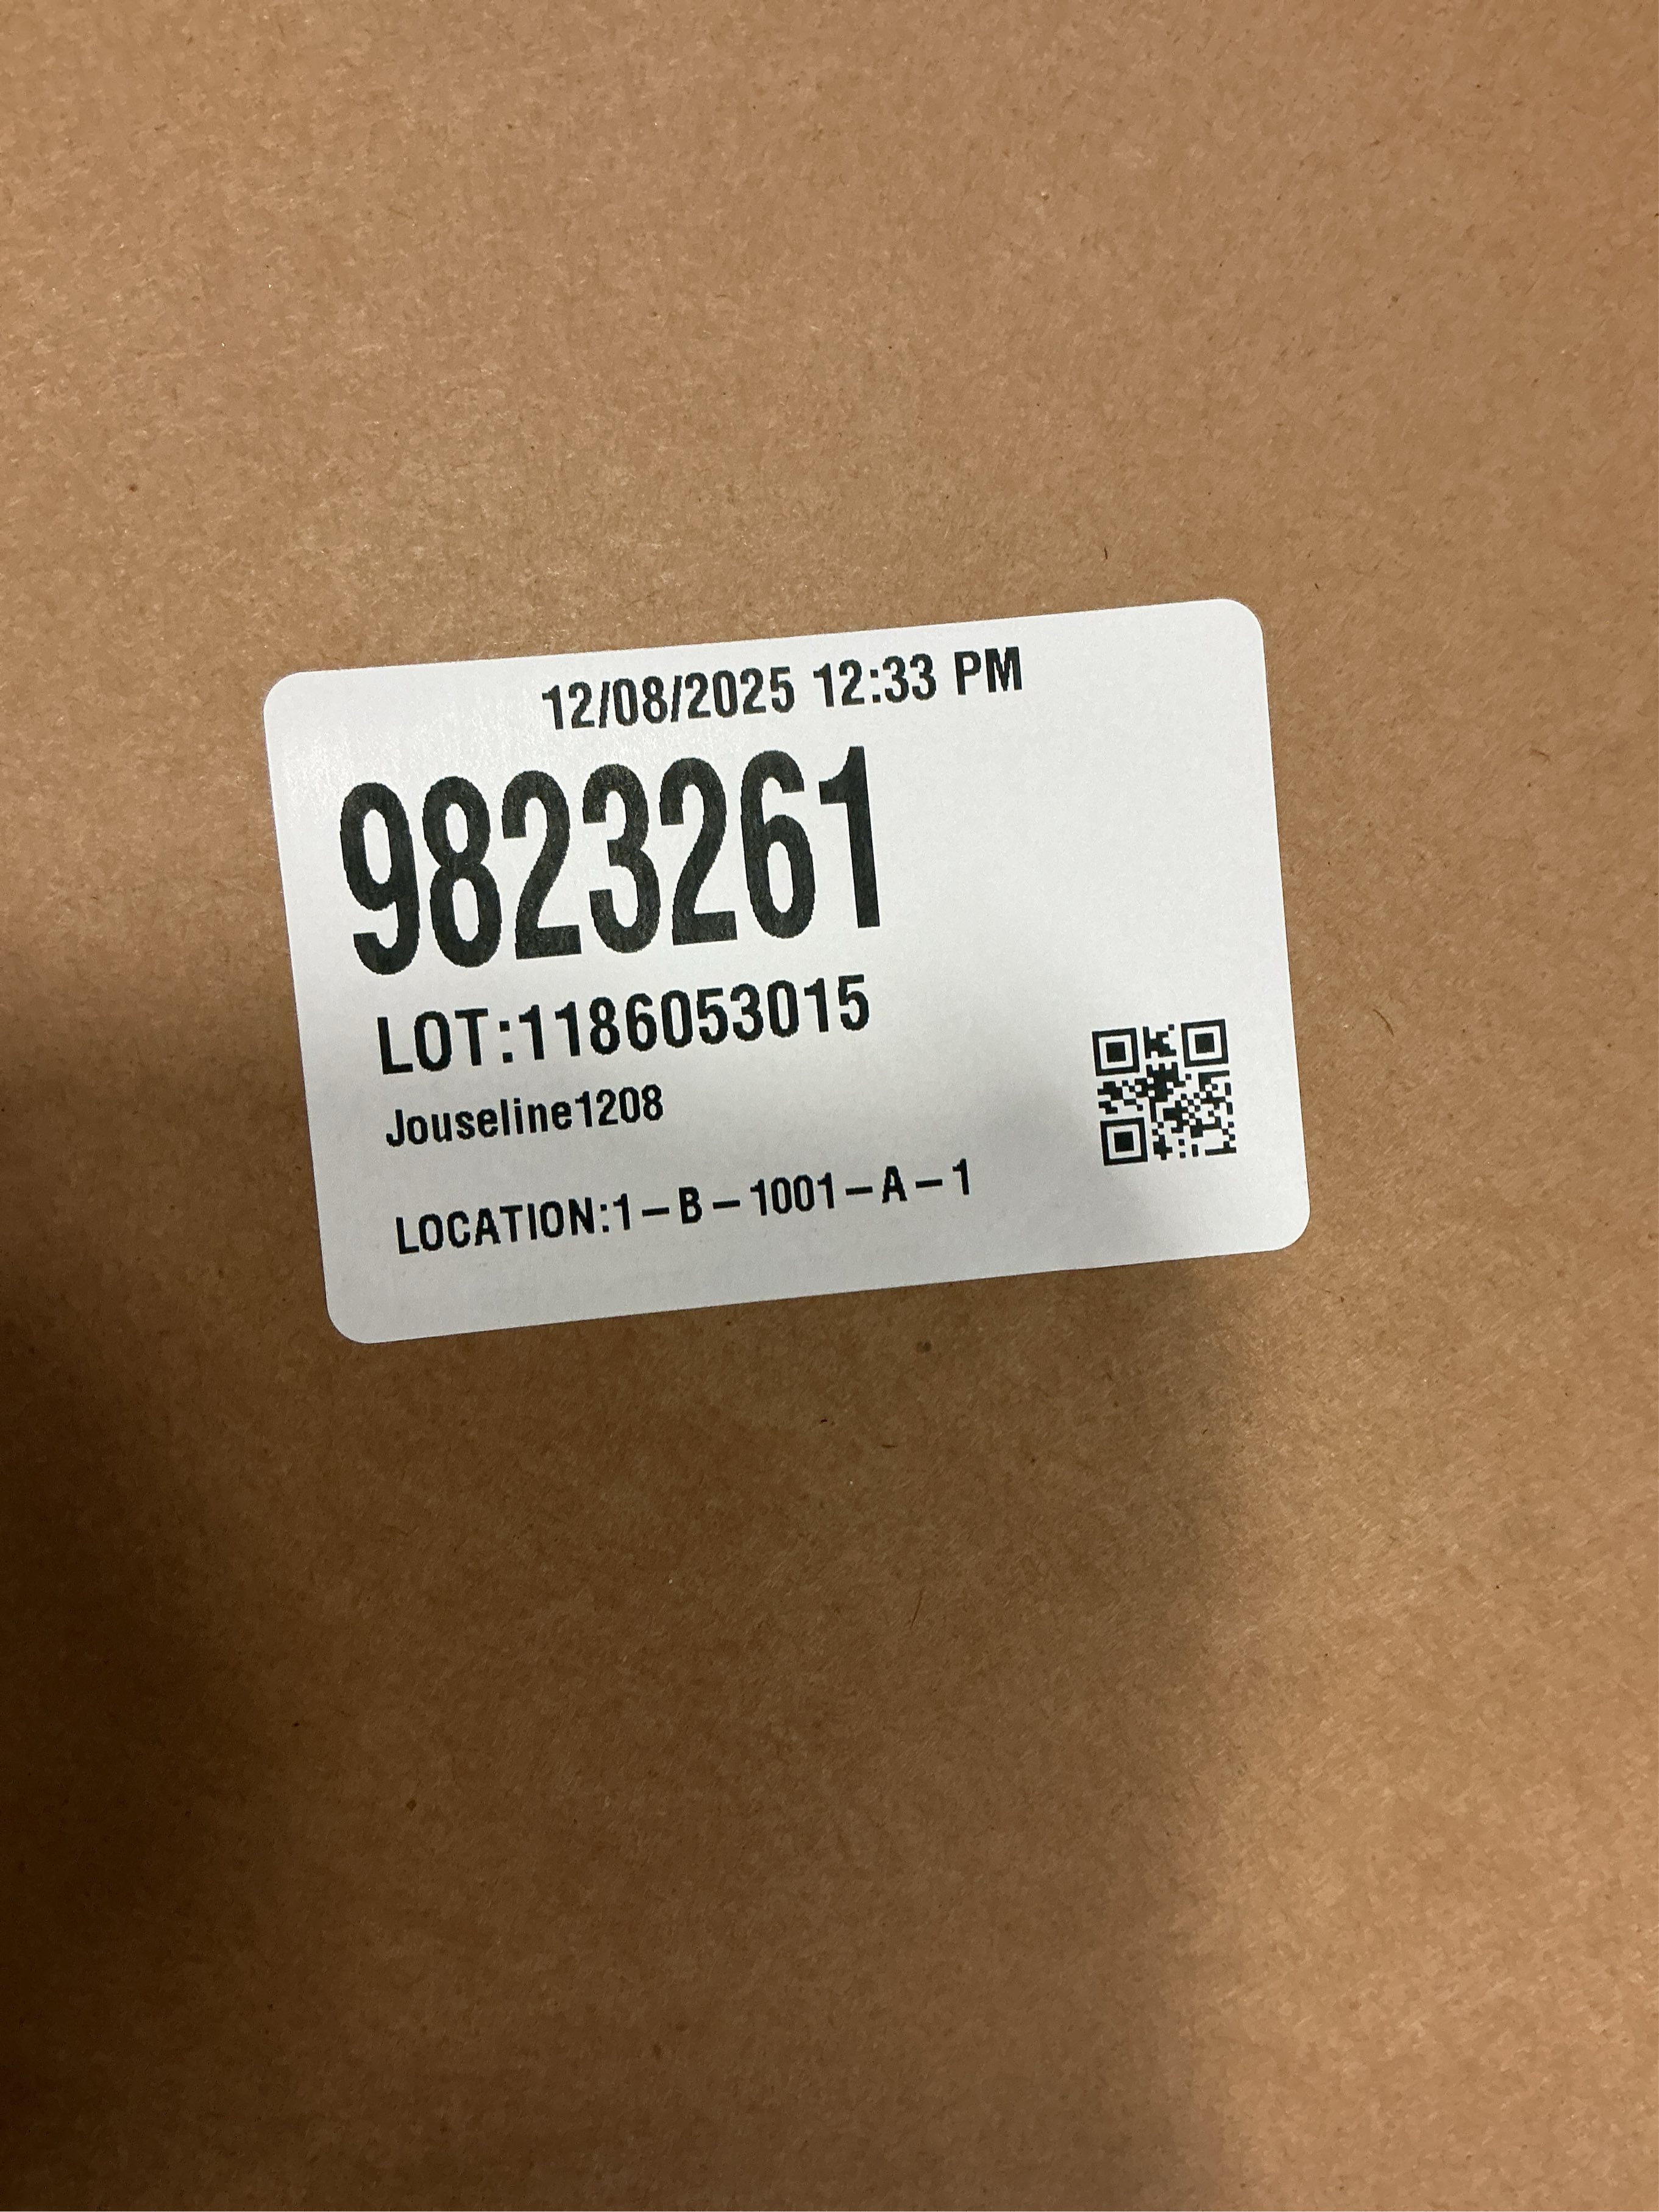 12/08/2025 12:33 PM
9823261
LOT:1186053015
Jouseline1208
LOCATION:1-B-1001-A-1